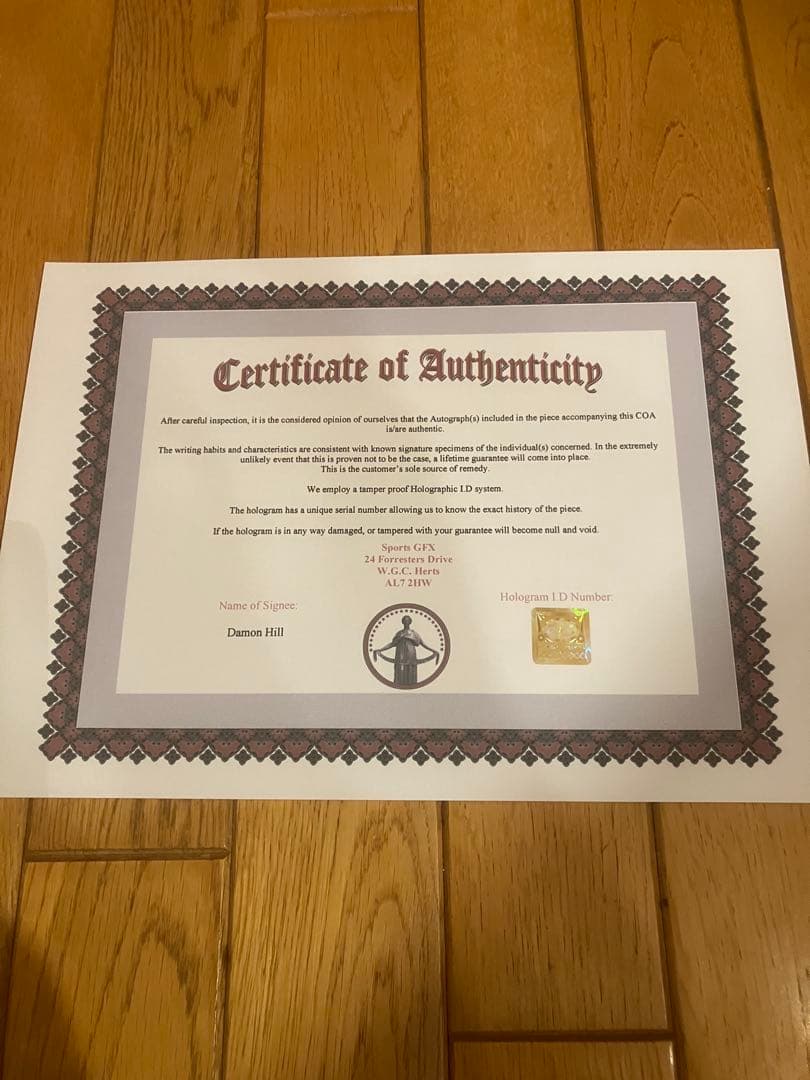 Certificate of Authenticity
After careful inspection, it is the considered opinion of ourselves that the Autograph(s) included in the piece accompanying this COA
is/are authentic.
The writing habits and characteristics are consistent with known signature specimens of the individual(s) concerned. In the extremely
unlikely event that this is proven not to be the case, a lifetime guarantee will come into place.
This is the customer's sole source of remedy.
We employ a tamper proof Holographic I.D system.
The hologram has a unique serial number allowing us to know the exact history of the piece.
If the hologram is in any way damaged, or tampered with your guarantee will become null and void.
Sports GFX
24 Forresters Drive
W.G.C. Herts
AL7 2HW
Name of Signee:
Hologram I.D Number:
Damon Hill